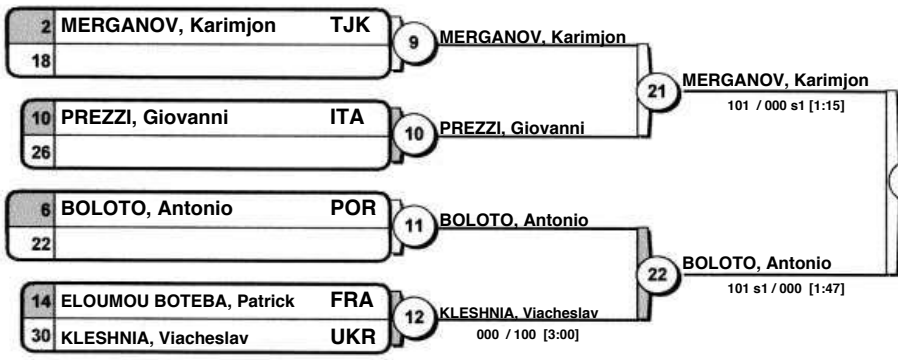 2 MERGANOV, Karimjon TJK
18
10 PREZZI, Giovanni ITA
26
6 BOLOTO, Antonio POR
22
14 ELOUMOU BOTEBA, Patrick FRA
30 KLESHNIA, Viacheslav UKR
9 MERGANOV, Karimjon
10 PREZZI, Giovanni
11 BOLOTO, Antonio
12 KLESHNIA, Viacheslav
000 / 100 [3:00]
21 MERGANOV, Karimjon
101 / 000 s1 [1:15]
22 BOLOTO, Antonio
101 s1 / 000 [1:47]